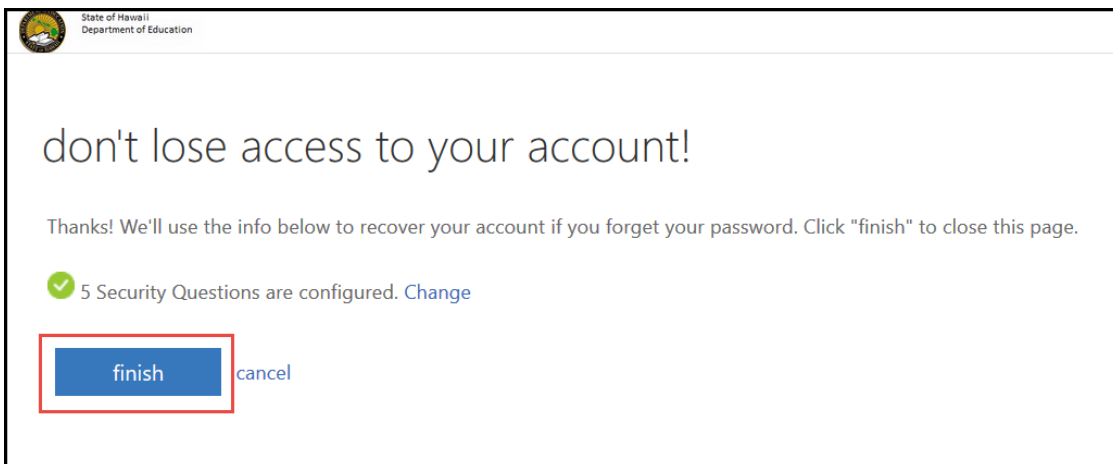 State of Hawaii
Department of Education
don't lose access to your account!
Thanks! We'll use the info below to recover your account if you forget your password. Click "finish" to close this page.
5 Security Questions are configured. Change
finish cancel